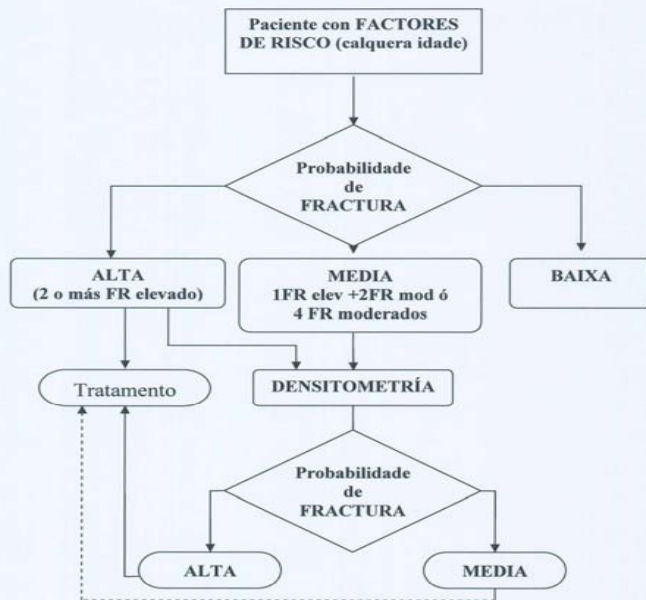 Paciente con FACTORES
DE RISCO (calquera idade)
Probabilidade
de
FRACTURA
ALTA
(2 o más FR elevado)
MEDIA
1FR elev +2FR mod ó
4 FR moderados
BAIXA
Tratamento
DENSITOMETRÍA
Probabilidade
de
FRACTURA
ALTA
MEDIA